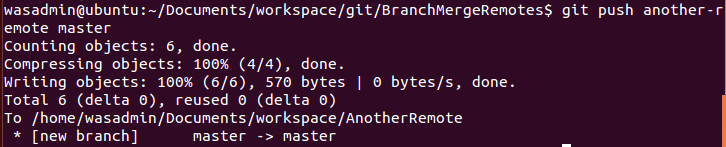 wasadmin@ubuntu:~/Documents/workspace/git/BranchMergeRemotes$ git push another-r
emote master
Counting objects: 6, done.
Compressing objects: 100% (4/4), done.
Writing objects: 100% (6/6), 570 bytes | 0 bytes/s, done.
Total 6 (delta 0), reused 0 (delta 0)
To /home/wasadmin/Documents/workspace/AnotherRemote
 * [new branch]      master -> master